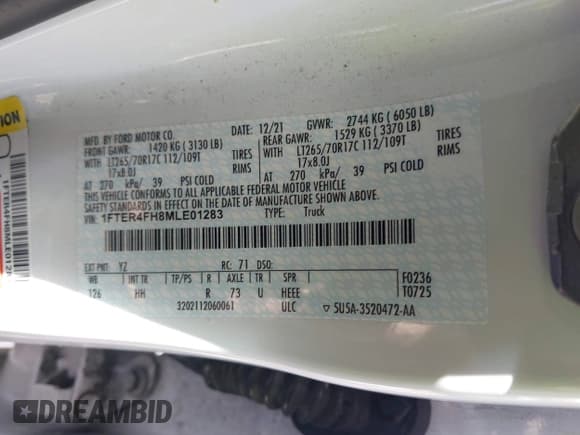 MFD. BY FORD MOTOR CO.
DATE: 12/21 GVWR: 2744 KG ( 6050 LB)
FRONT GAWR: 1420 KG ( 3130 LB) REAR GAWR: 1529 KG ( 3370 LB)
WITH LT265/70R17C 112/109T TIRES WITH LT265/70R17C 112/109T TIRES
17x8.0J RIMS 17x8.0J RIMS
AT 270 kPa/ 39 PSI COLD AT 270 kPa/ 39 PSI COLD
THIS VEHICLE CONFORMS TO ALL APPLICABLE FEDERAL MOTOR VEHICLE
SAFETY STANDARDS IN EFFECT ON THE DATE OF MANUFACTURE SHOWN ABOVE.
VIN: 1FTER4FH8MLE01283 TYPE: Truck
EXT PNT: YZ RC: 71 DSO:
WB INT TR TP/PS R AXLE TR SPR F0236
126 HH R 73 U HEEE T0725
3202112060061 ULC ▽ 5U5A-3520472-AA
1FTER4FH8MLE0128
DREAMBID